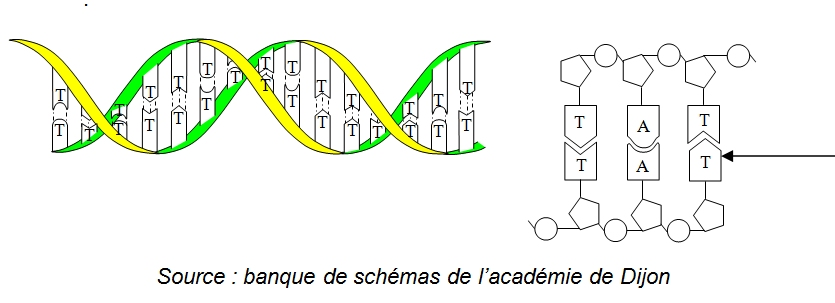 .
T T T T T T T T T T T T T
T T T T T T T T T T T T T T
T A T
T A T
Source : banque de schémas de l’académie de Dijon